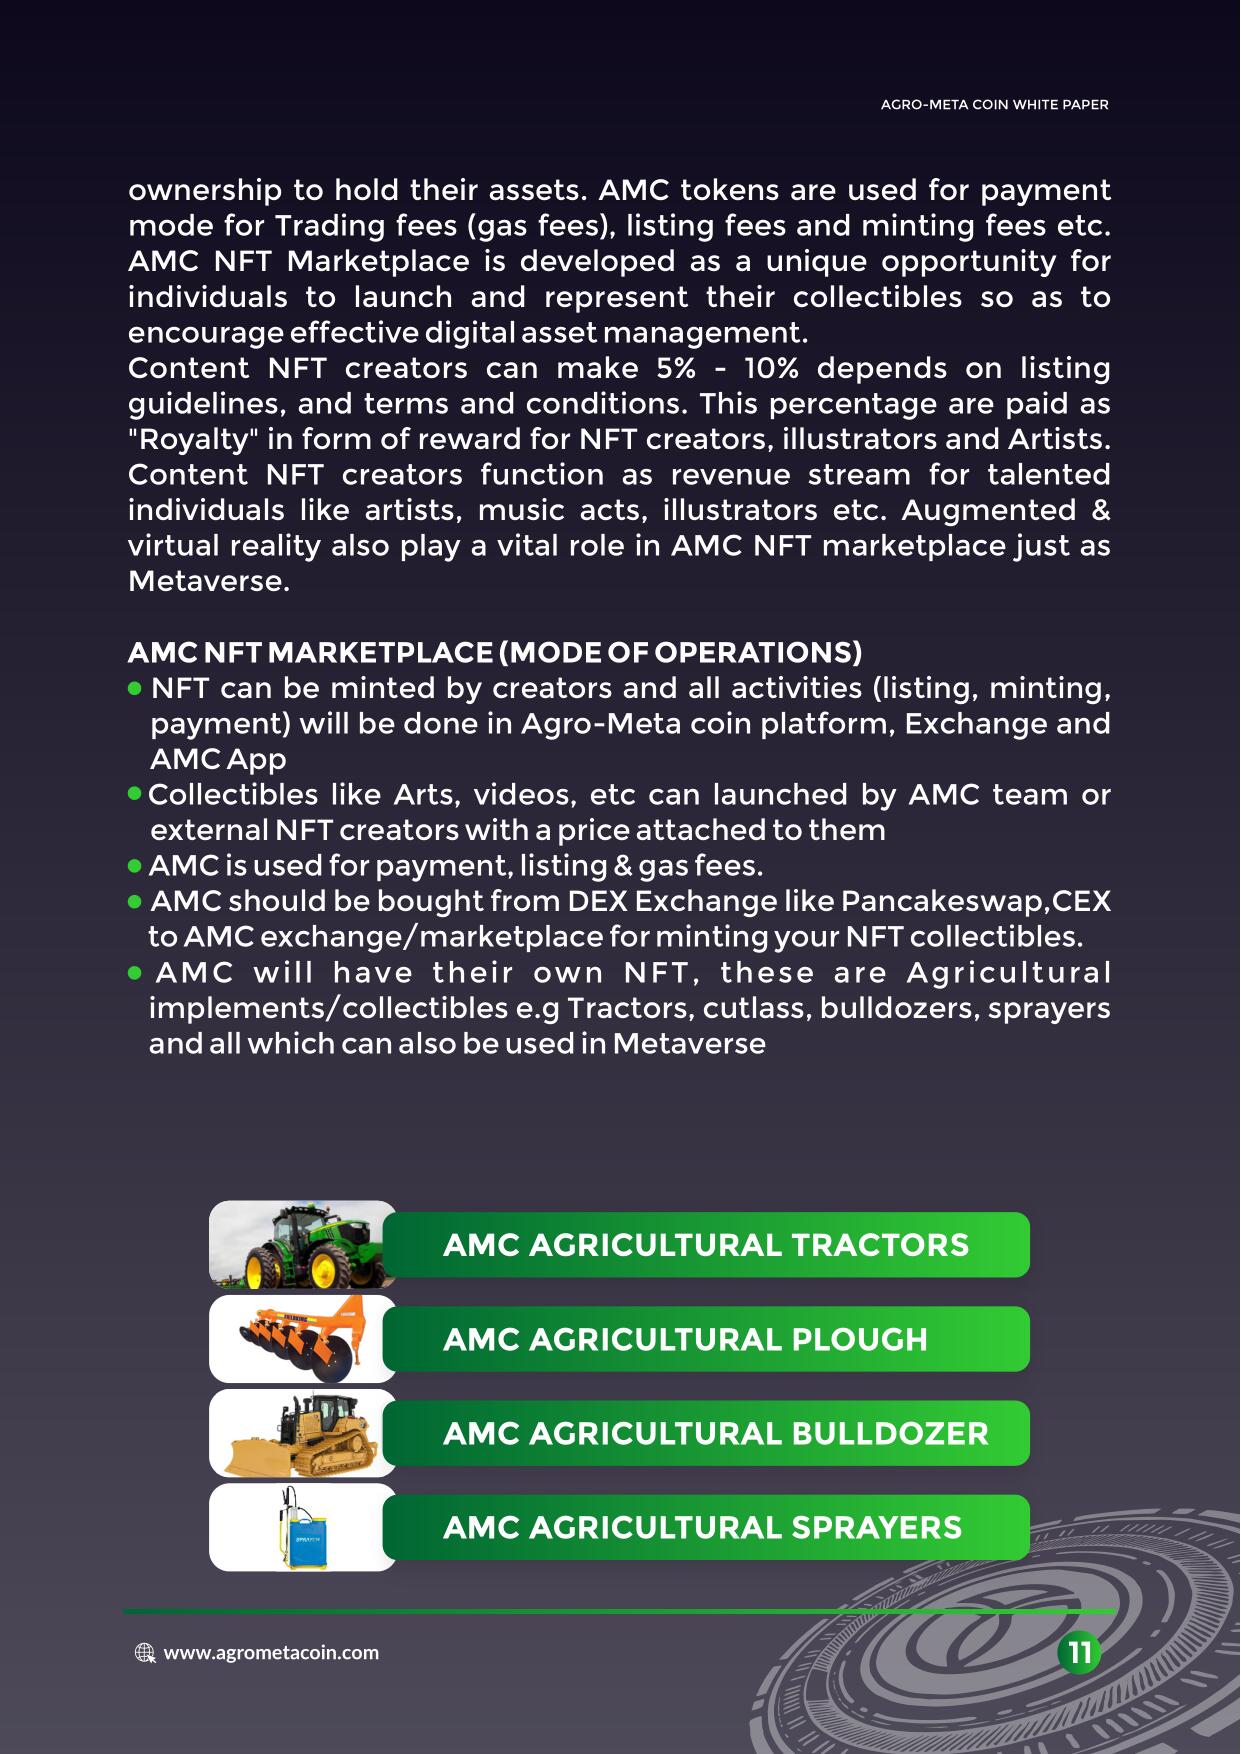 AGRO-META COIN WHITE PAPER
ownership to hold their assets. AMC tokens are used for payment
mode for Trading fees (gas fees), listing fees and minting fees etc.
AMC NFT Marketplace is developed as a unique opportunity for
individuals to launch and represent their collectibles so as to
encourage effective digital asset management.
Content NFT creators can make 5% - 10% depends on listing
guidelines, and terms and conditions. This percentage are paid as
"Royalty" in form of reward for NFT creators, illustrators and Artists.
Content NFT creators function as revenue stream for talented
individuals like artists, music acts, illustrators etc. Augmented &
virtual reality also play a vital role in AMC NFT marketplace just as
Metaverse.
AMC NFT MARKETPLACE (MODE OF OPERATIONS)
● NFT can be minted by creators and all activities (listing, minting,
payment) will be done in Agro-Meta coin platform, Exchange and
AMC App
● Collectibles like Arts, videos, etc can launched by AMC team or
external NFT creators with a price attached to them
● AMC is used for payment, listing & gas fees.
● AMC should be bought from DEX Exchange like Pancakeswap,CEX
to AMC exchange/marketplace for minting your NFT collectibles.
● AMC will have their own NFT, these are Agricultural
implements/collectibles e.g Tractors, cutlass, bulldozers, sprayers
and all which can also be used in Metaverse
AMC AGRICULTURAL TRACTORS
AMC AGRICULTURAL PLOUGH
AMC AGRICULTURAL BULLDOZER
AMC AGRICULTURAL SPRAYERS
www.agrometacoin.com
11